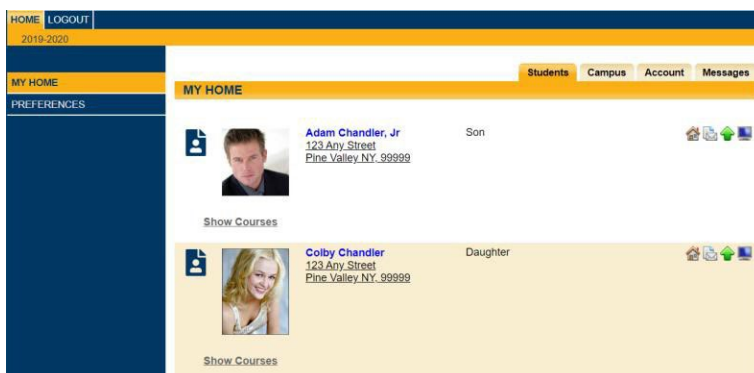 HOME LOGOUT
2019-2020
Students Campus Account Messages
MY HOME
MY HOME
PREFERENCES
Adam Chandler, Jr Son
123 Any Street
Pine Valley NY, 99999
Show Courses
Colby Chandler Daughter
123 Any Street
Pine Valley NY, 99999
Show Courses